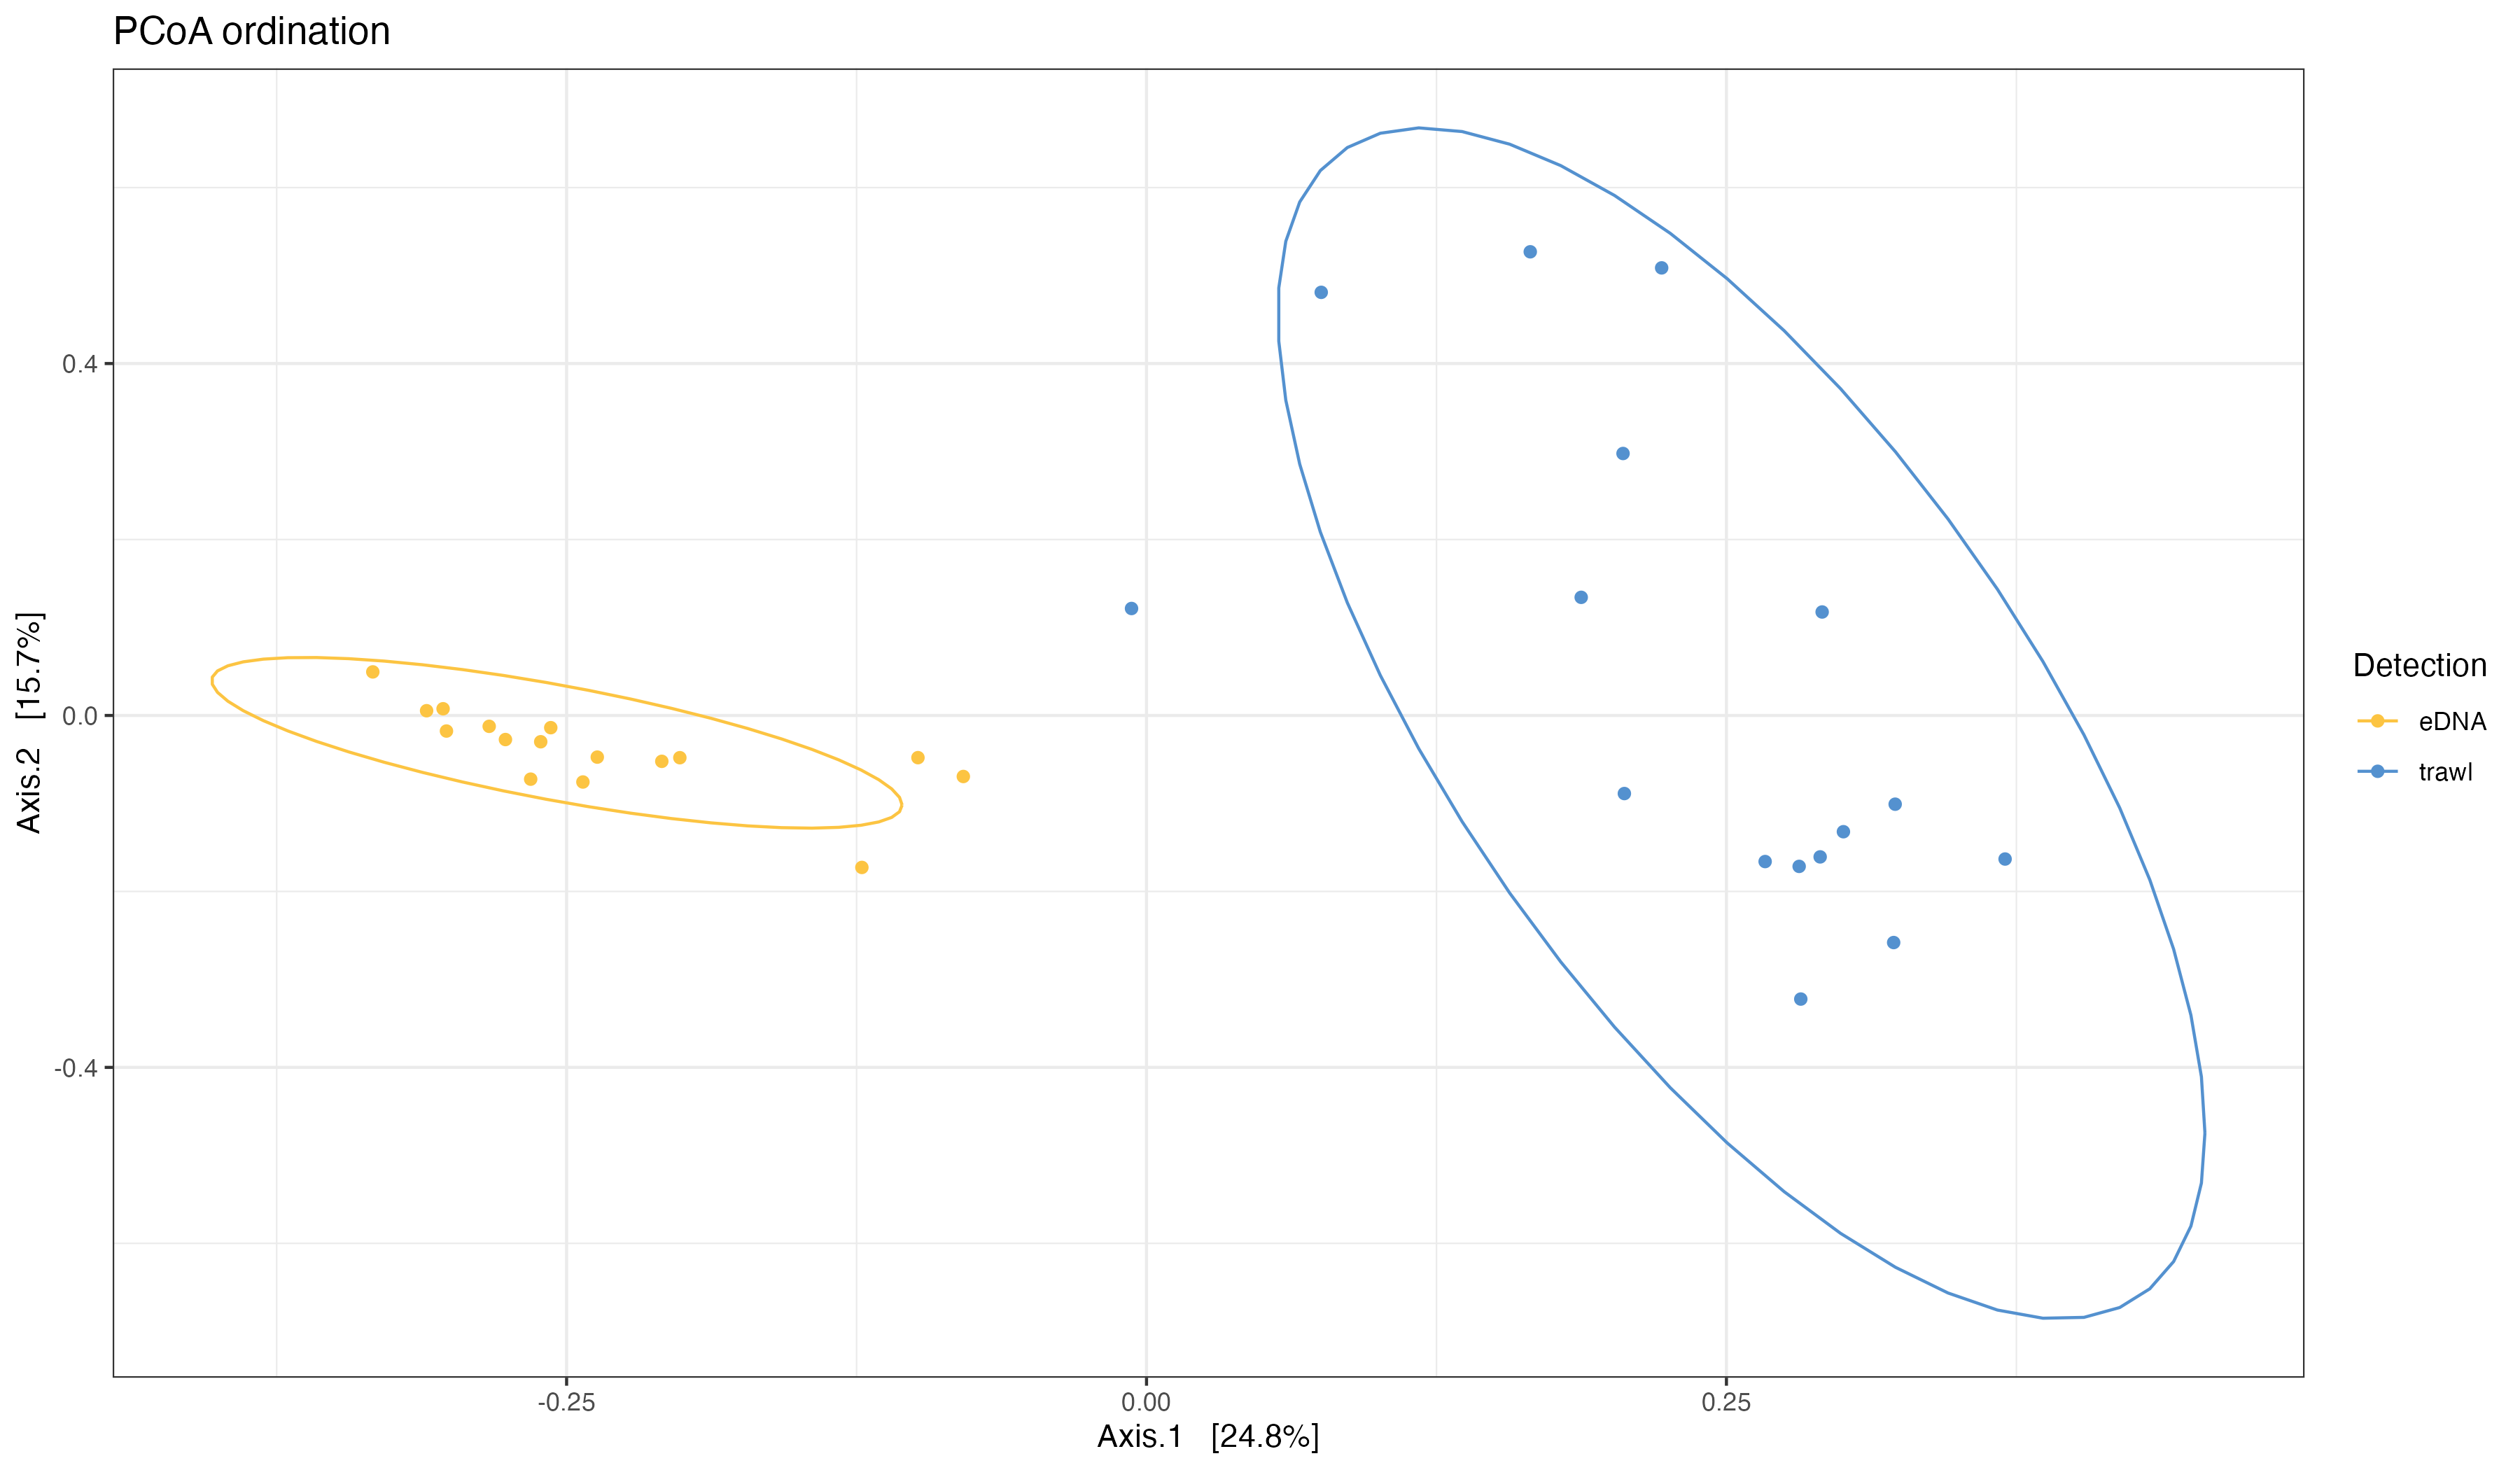 PCoA ordination
Axis.2   [15.7%]
0.4
0.0
-0.4
-0.25
0.00
0.25
Axis.1   [24.8%]
Detection
eDNA
trawl